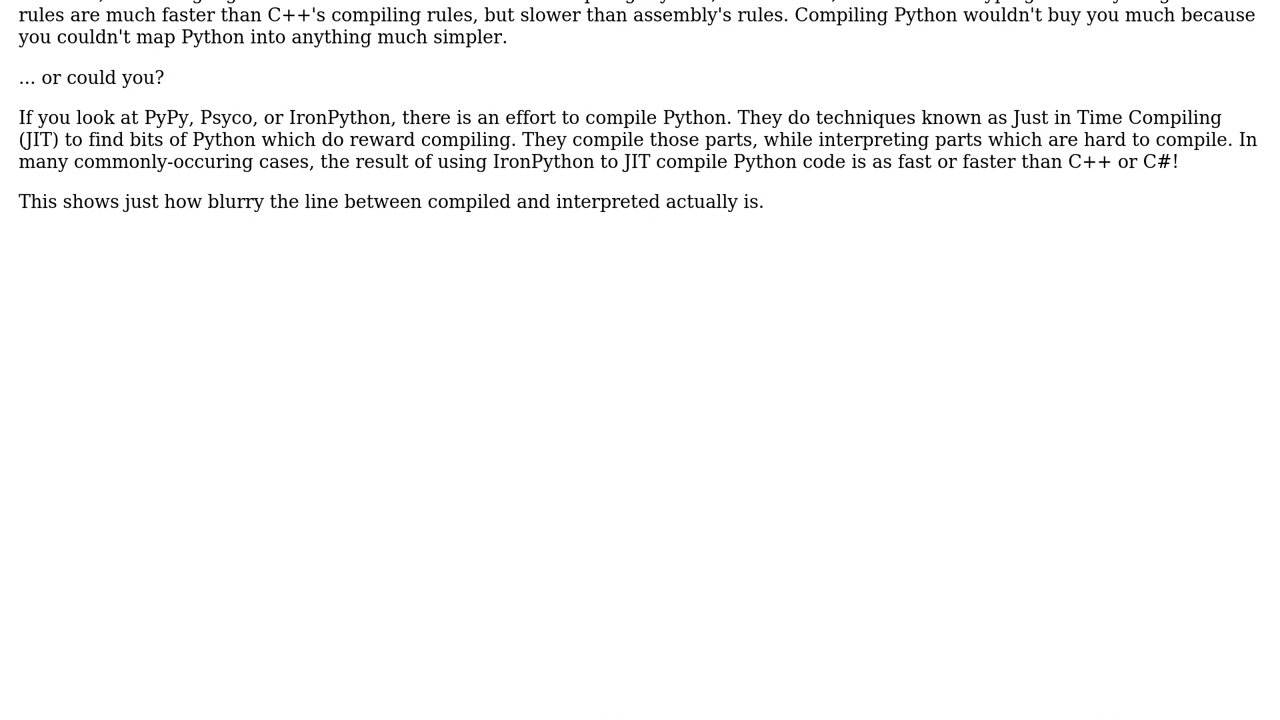 rules are much faster than C++'s compiling rules, but slower than assembly's rules. Compiling Python wouldn't buy you much because
you couldn't map Python into anything much simpler.
... or could you?
If you look at PyPy, Psyco, or IronPython, there is an effort to compile Python. They do techniques known as Just in Time Compiling
(JIT) to find bits of Python which do reward compiling. They compile those parts, while interpreting parts which are hard to compile. In
many commonly-occuring cases, the result of using IronPython to JIT compile Python code is as fast or faster than C++ or C#!
This shows just how blurry the line between compiled and interpreted actually is.